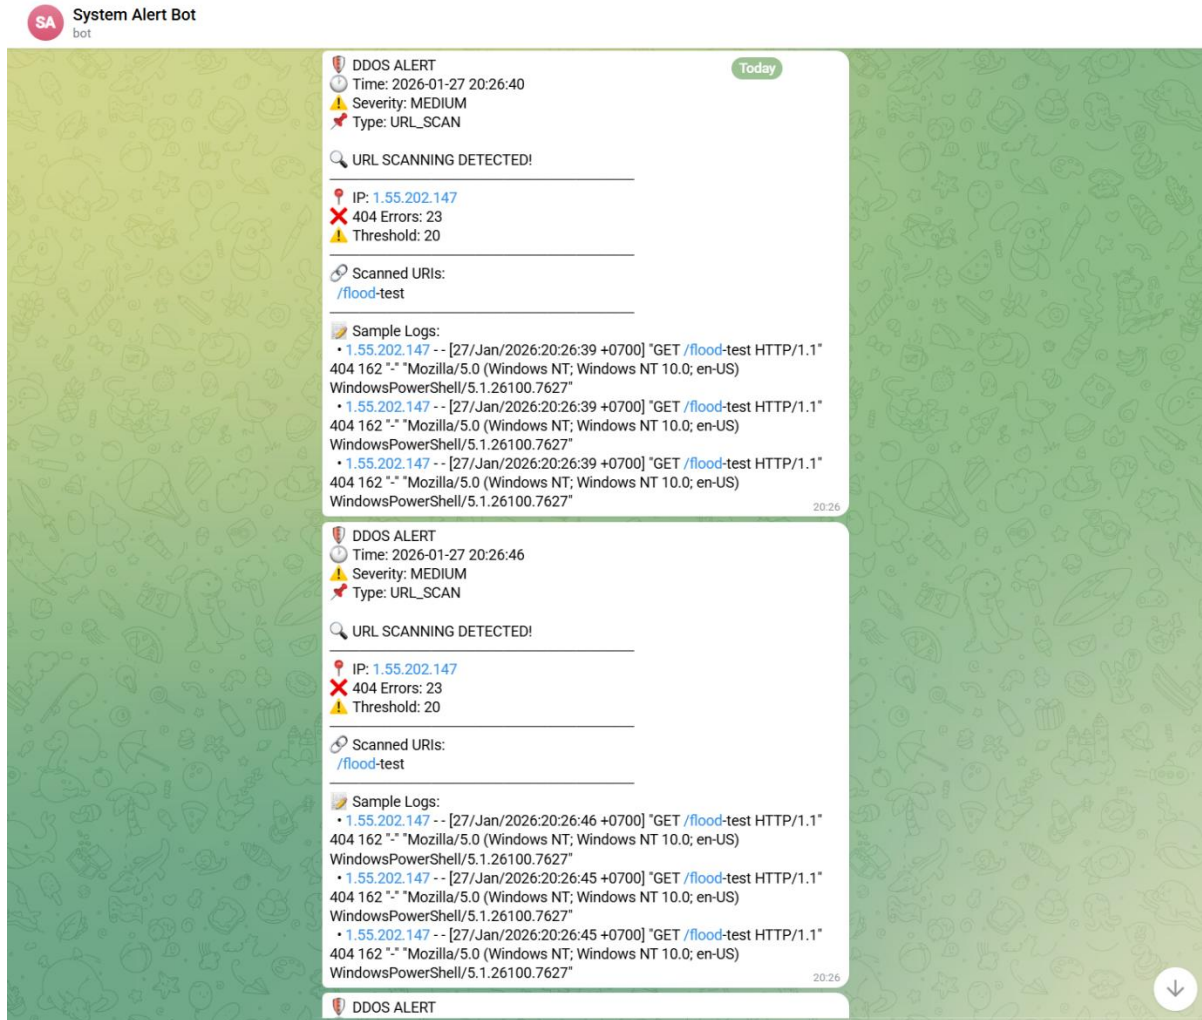 SA
System Alert Bot
bot
Today
DDOS ALERT
Time: 2026-01-27 20:26:40
Severity: MEDIUM
Type: URL_SCAN
URL SCANNING DETECTED!
IP: 1.55.202.147
404 Errors: 23
Threshold: 20
Scanned URIs:
/flood-test
Sample Logs:
• 1.55.202.147 - - [27/Jan/2026:20:26:39 +0700] "GET /flood-test HTTP/1.1"
404 162 "-" "Mozilla/5.0 (Windows NT; Windows NT 10.0; en-US)
WindowsPowerShell/5.1.26100.7627"
• 1.55.202.147 - - [27/Jan/2026:20:26:39 +0700] "GET /flood-test HTTP/1.1"
404 162 "-" "Mozilla/5.0 (Windows NT; Windows NT 10.0; en-US)
WindowsPowerShell/5.1.26100.7627"
• 1.55.202.147 - - [27/Jan/2026:20:26:39 +0700] "GET /flood-test HTTP/1.1"
404 162 "-" "Mozilla/5.0 (Windows NT; Windows NT 10.0; en-US)
WindowsPowerShell/5.1.26100.7627"
20:26
DDOS ALERT
Time: 2026-01-27 20:26:46
Severity: MEDIUM
Type: URL_SCAN
URL SCANNING DETECTED!
IP: 1.55.202.147
404 Errors: 23
Threshold: 20
Scanned URIs:
/flood-test
Sample Logs:
• 1.55.202.147 - - [27/Jan/2026:20:26:46 +0700] "GET /flood-test HTTP/1.1"
404 162 "-" "Mozilla/5.0 (Windows NT; Windows NT 10.0; en-US)
WindowsPowerShell/5.1.26100.7627"
• 1.55.202.147 - - [27/Jan/2026:20:26:45 +0700] "GET /flood-test HTTP/1.1"
404 162 "-" "Mozilla/5.0 (Windows NT; Windows NT 10.0; en-US)
WindowsPowerShell/5.1.26100.7627"
• 1.55.202.147 - - [27/Jan/2026:20:26:45 +0700] "GET /flood-test HTTP/1.1"
404 162 "-" "Mozilla/5.0 (Windows NT; Windows NT 10.0; en-US)
WindowsPowerShell/5.1.26100.7627"
20:26
DDOS ALERT